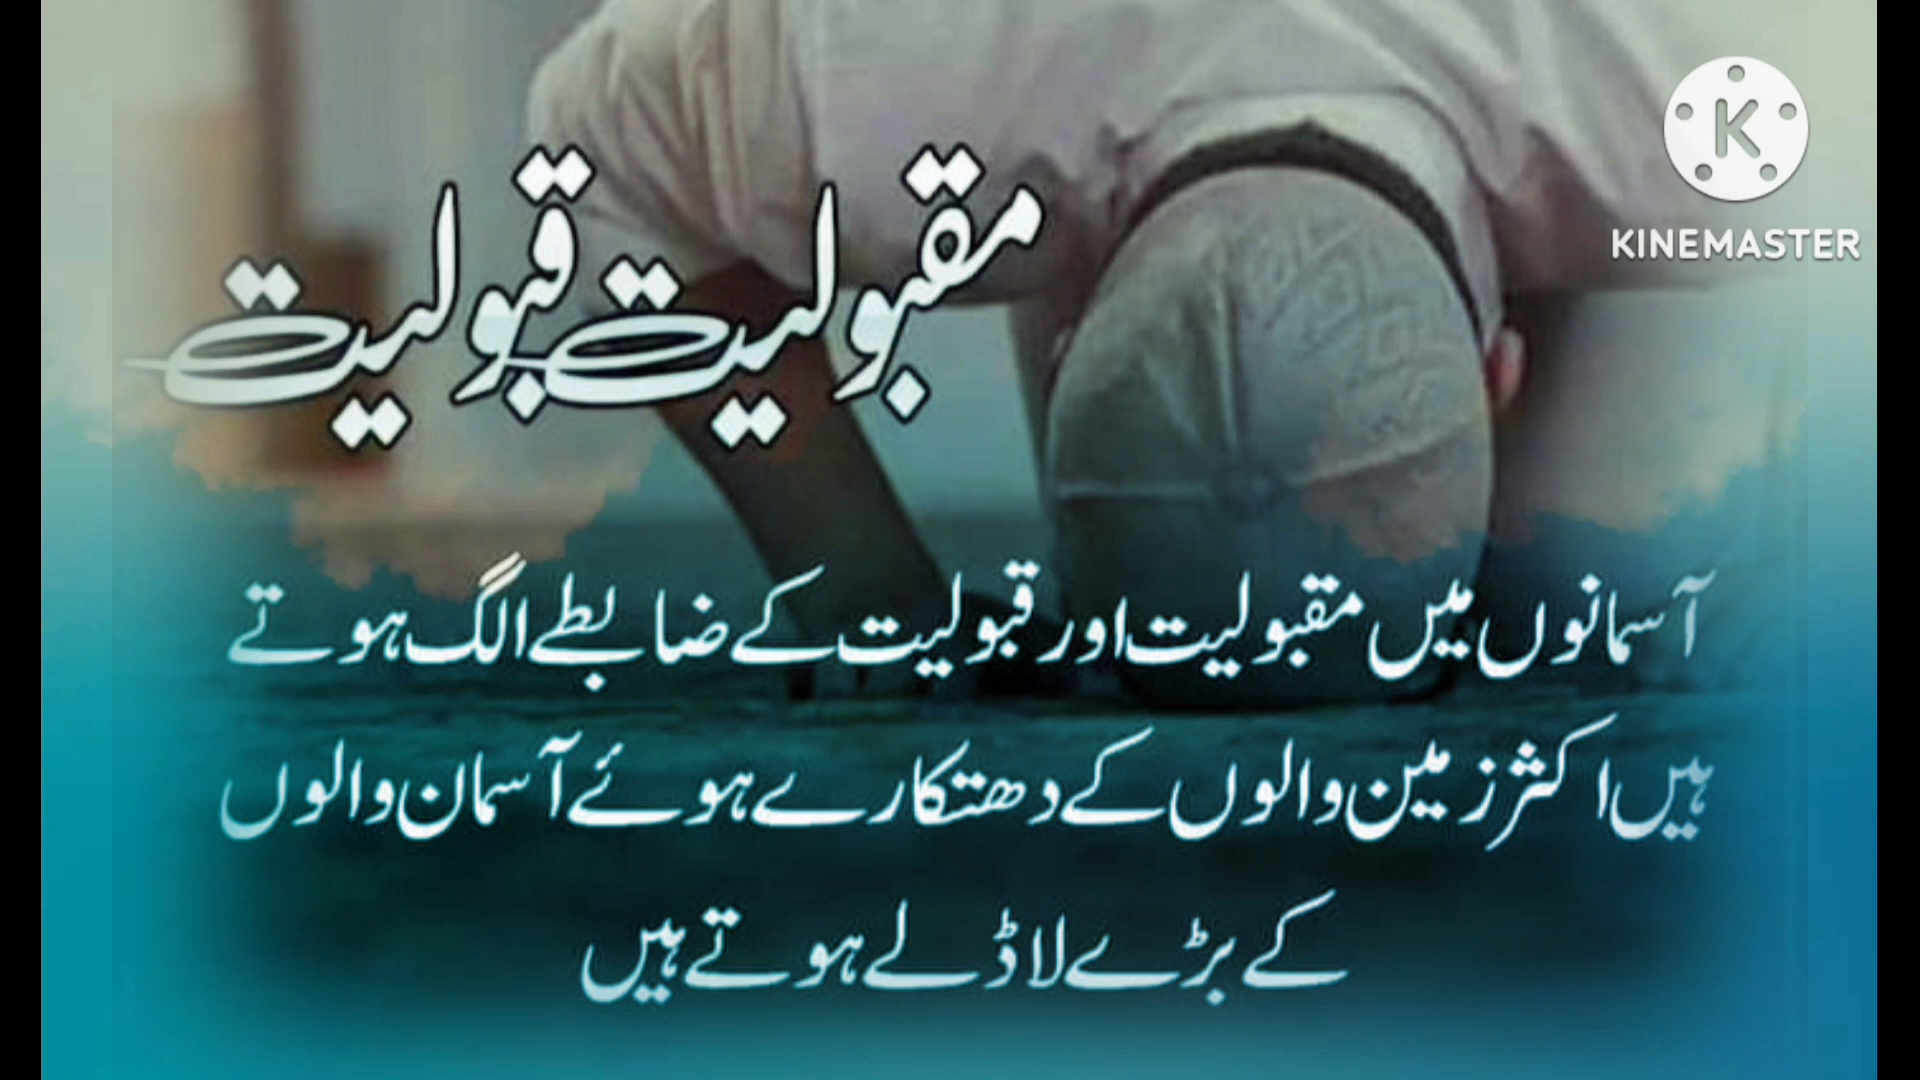 مقبولیت قبولیت
KINEMASTER
آسمانوں میں مقبولیت اور قبولیت کے ضابطے الگ ہوتے
ہیں اکثر زمین والوں کے دھتکارے ہوئے آسمان والوں
کے بڑے لاڈلے ہوتے ہیں